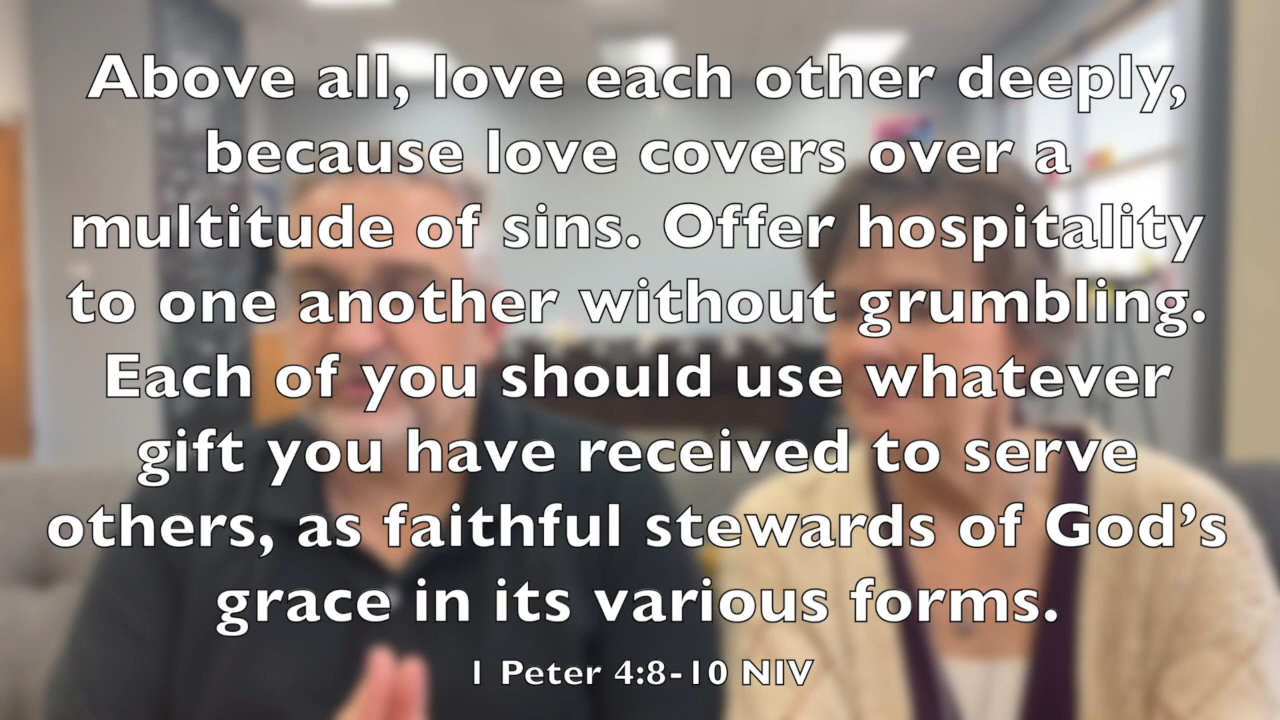 Above all, love each other deeply,
because love covers over a
multitude of sins. Offer hospitality
to one another without grumbling.
Each of you should use whatever
gift you have received to serve
others, as faithful stewards of God’s
grace in its various forms.
1 Peter 4:8-10 NIV